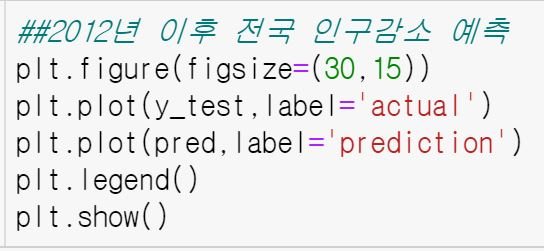 ##2012년 이후 전국 인구감소 예측
plt.figure(figsize=(30,15))
plt.plot(y_test,label='actual')
plt.plot(pred,label='prediction')
plt.legend()
plt.show()